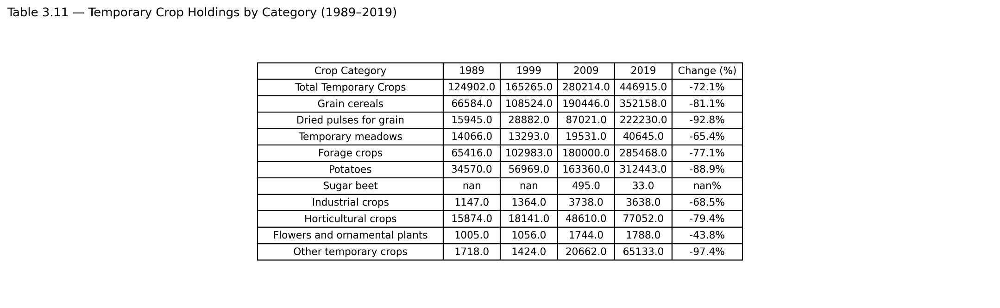 Table 3.11 — Temporary Crop Holdings by Category (1989–2019)
Crop Category 1989 1999 2009 2019 Change (%)
Total Temporary Crops 124902.0 165265.0 280214.0 446915.0 -72.1%
Grain cereals 66584.0 108524.0 190446.0 352158.0 -81.1%
Dried pulses for grain 15945.0 28882.0 87021.0 222230.0 -92.8%
Temporary meadows 14066.0 13293.0 19531.0 40645.0 -65.4%
Forage crops 65416.0 102983.0 180000.0 285468.0 -77.1%
Potatoes 34570.0 56969.0 163360.0 312443.0 -88.9%
Sugar beet nan nan 495.0 33.0 nan%
Industrial crops 1147.0 1364.0 3738.0 3638.0 -68.5%
Horticultural crops 15874.0 18141.0 48610.0 77052.0 -79.4%
Flowers and ornamental plants 1005.0 1056.0 1744.0 1788.0 -43.8%
Other temporary crops 1718.0 1424.0 20662.0 65133.0 -97.4%